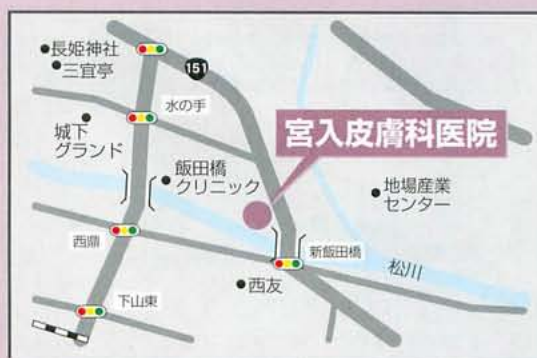 長姫神社
三宜亭
151
水の手
城下
グランド
飯田橋
クリニック
宮入皮膚科医院
地場産業
センター
西鼎
新飯田橋
松川
西友
下山東